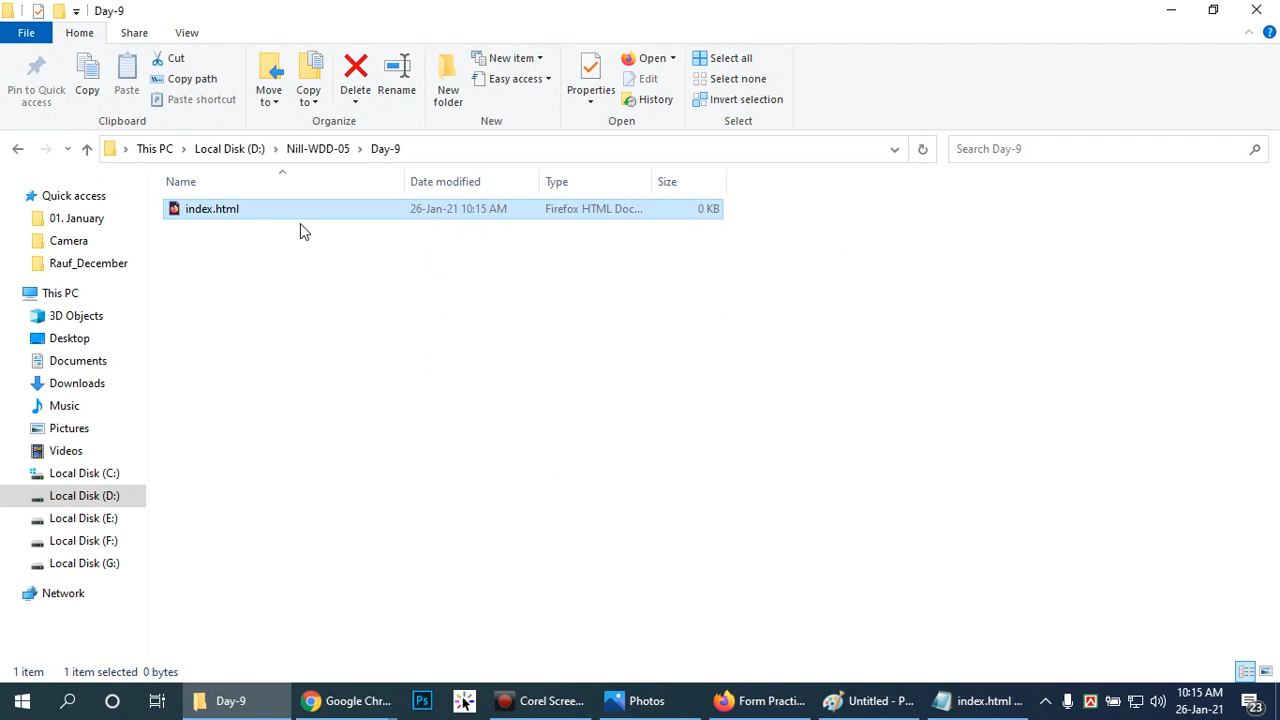 Day-9
File
Home
Share
View
Pin to Quick
access
Copy
Paste
Cut
Copy path
Paste shortcut
Clipboard
Move
to
Copy
to
Delete
Rename
Organize
New
folder
New item
Easy access
New
Properties
Open
Edit
History
Open
Select all
Select none
Invert selection
Select
This PC
Local Disk (D:)
Nill-WDD-05
Day-9
Search Day-9
Name
Date modified
Type
Size
index.html
26-Jan-21 10:15 AM
Firefox HTML Doc...
0 KB
Quick access
01. January
Camera
Rauf_December
This PC
3D Objects
Desktop
Documents
Downloads
Music
Pictures
Videos
Local Disk (C:)
Local Disk (D:)
Local Disk (E:)
Local Disk (F:)
Local Disk (G:)
Network
1 item
1 item selected 0 bytes
Day-9
Google Chr...
Ps
Corel Scree...
Photos
Form Practi...
Untitled - P...
index.html ...
10:15 AM
26-Jan-21
23